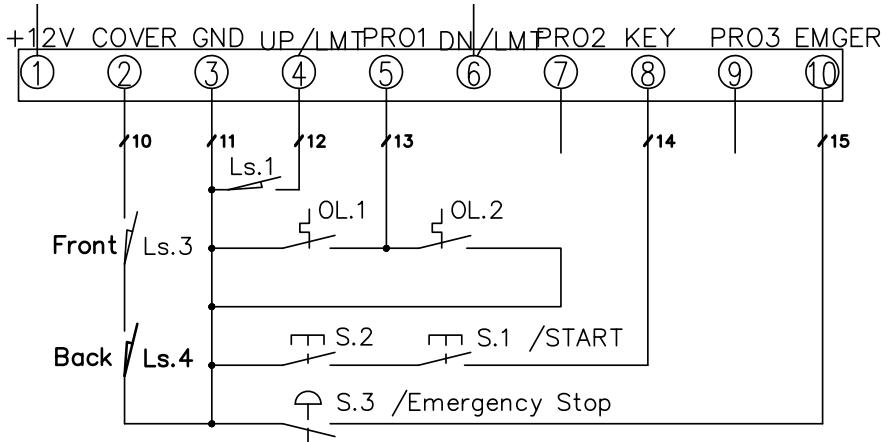 +12V COVER GND UP/LMT PRO1 DN/LMT PRO2 KEY PRO3 EMGER
1 2 3 4 5 6 7 8 9 10
10 11 12 13 14 15
Ls.1
OL.1 OL.2
Front Ls.3
S.2 S.1 /START
Back Ls.4
S.3 /Emergency Stop